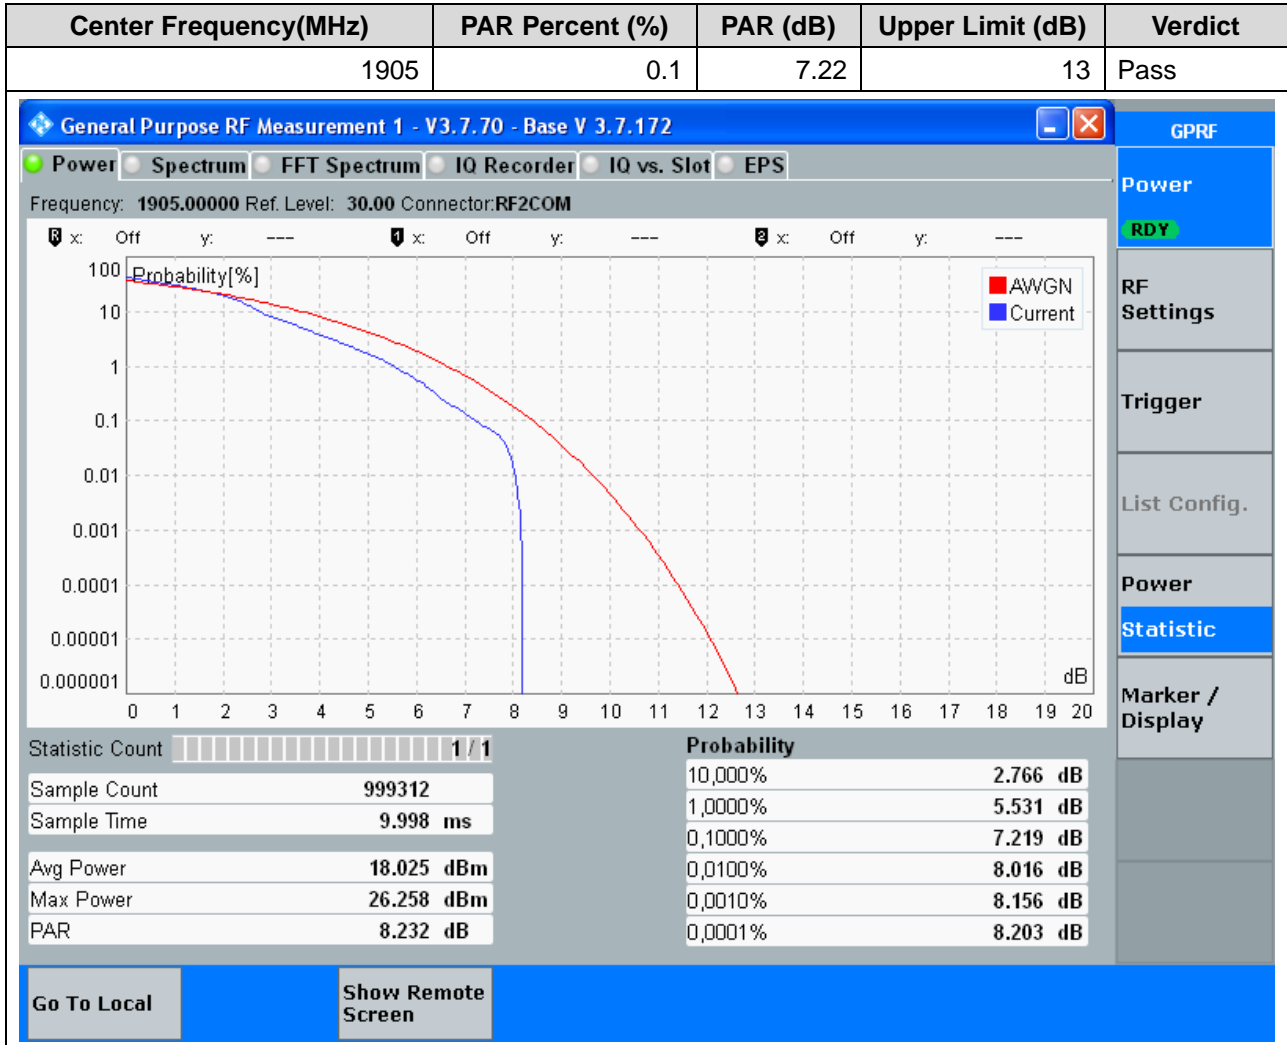 Center Frequency(MHz) PAR Percent (%) PAR (dB) Upper Limit (dB) Verdict
1905 0.1 7.22 13 Pass
General Purpose RF Measurement 1 - V3.7.70 - Base V 3.7.172
GPRF
Power Spectrum FFT Spectrum IQ Recorder IQ vs. Slot EPS
Power
RDY
Frequency: 1905.00000 Ref. Level: 30.00 Connector:RF2COM
R x: Off y: --- 1 x: Off y: --- 2 x: Off y: ---
Probability[%]
AWGN
Current
100
10
1
0.1
0.01
0.001
0.0001
0.00001
0.000001
dB
0 1 2 3 4 5 6 7 8 9 10 11 12 13 14 15 16 17 18 19 20
RF
Settings
Trigger
List Config.
Power
Statistic
Marker /
Display
Statistic Count 1 / 1
Sample Count 999312
Sample Time 9.998 ms
Avg Power 18.025 dBm
Max Power 26.258 dBm
PAR 8.232 dB
Probability
10,000% 2.766 dB
1,0000% 5.531 dB
0,1000% 7.219 dB
0,0100% 8.016 dB
0,0010% 8.156 dB
0,0001% 8.203 dB
Go To Local
Show Remote
Screen